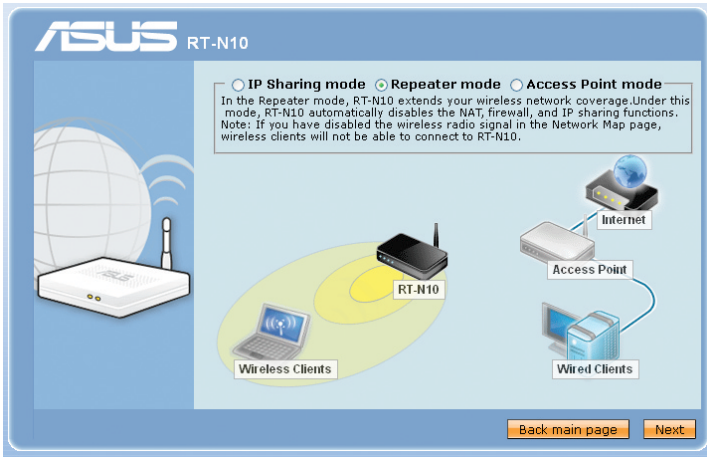 ASUS RT-N10
IP Sharing mode Repeater mode Access Point mode
In the Repeater mode, RT-N10 extends your wireless network coverage.Under this
mode, RT-N10 automatically disables the NAT, firewall, and IP sharing functions.
Note: If you have disabled the wireless radio signal in the Network Map page,
wireless clients will not be able to connect to RT-N10.
Internet
Access Point
RT-N10
ASUS
Wireless Clients
Wired Clients
Back main page Next